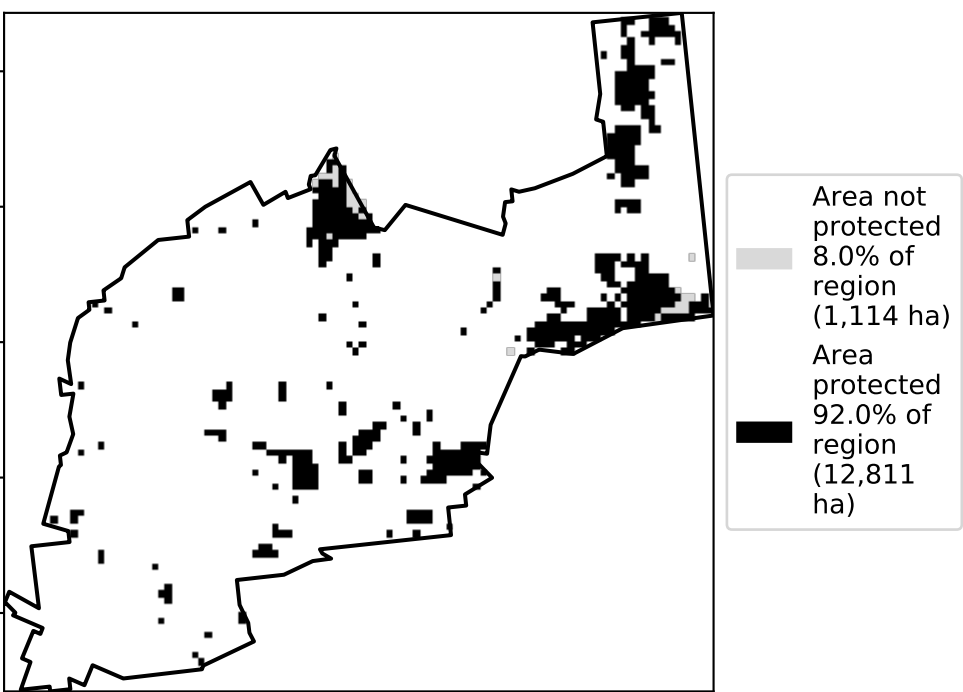 Area not
protected
8.0% of
region
(1,114 ha)
Area
protected
92.0% of
region
(12,811
ha)